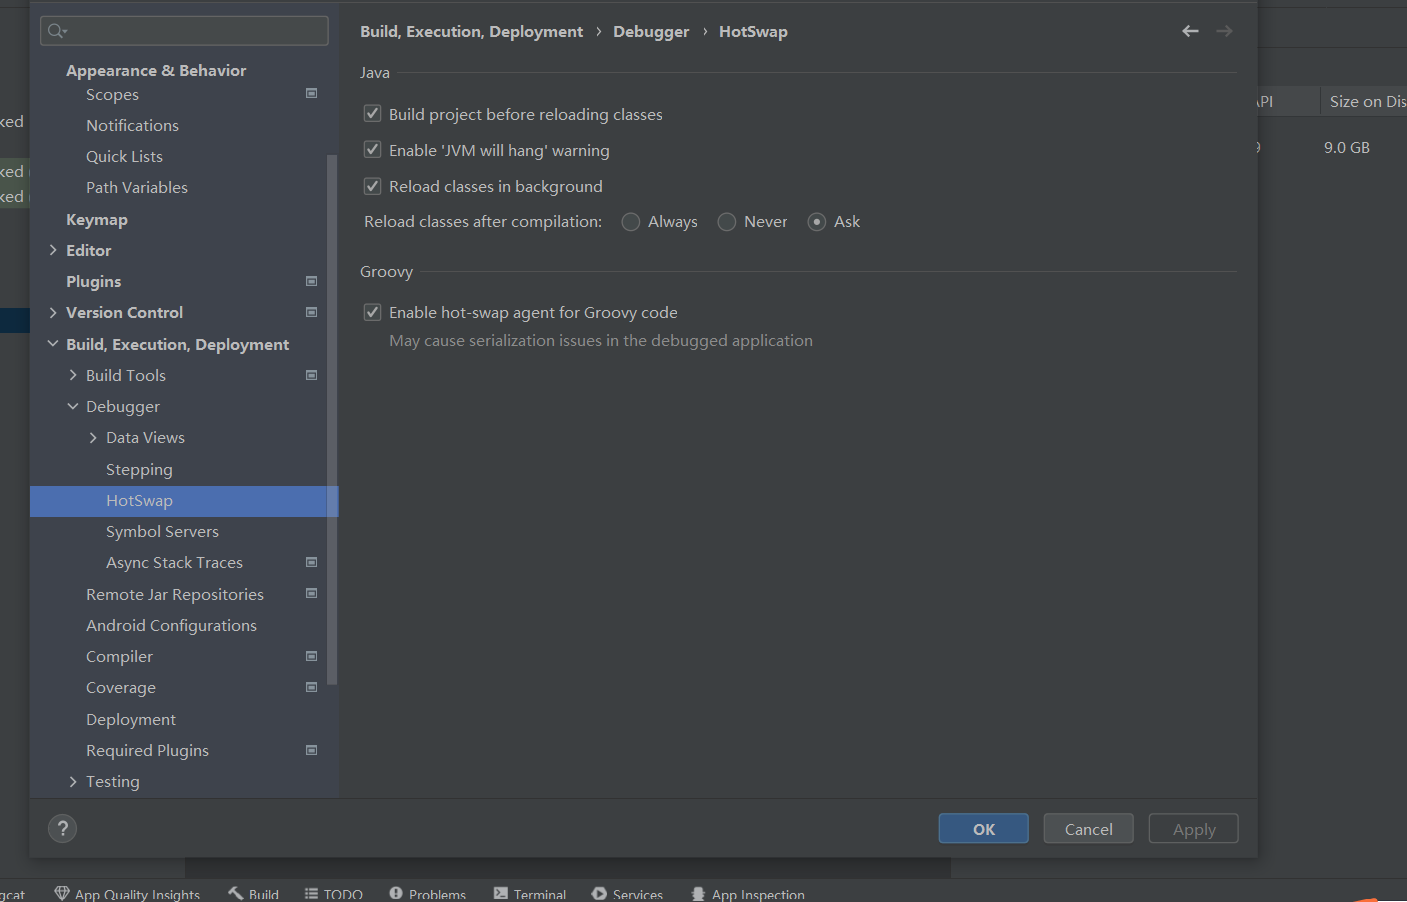 Build, Execution, Deployment › Debugger › HotSwap
Appearance & Behavior
Scopes
Notifications
Quick Lists
Path Variables
Keymap
Editor
Plugins
Version Control
Build, Execution, Deployment
Build Tools
Debugger
Data Views
Stepping
HotSwap
Symbol Servers
Async Stack Traces
Remote Jar Repositories
Android Configurations
Compiler
Coverage
Deployment
Required Plugins
Testing
Java
Build project before reloading classes
Enable 'JVM will hang' warning
Reload classes in background
Reload classes after compilation: Always Never Ask
Groovy
Enable hot-swap agent for Groovy code
May cause serialization issues in the debugged application
? OK Cancel Apply
ked
ked
ked
API Size on Dis
9 9.0 GB
gcat App Quality Insights Build TODO Problems Terminal Services App Inspection